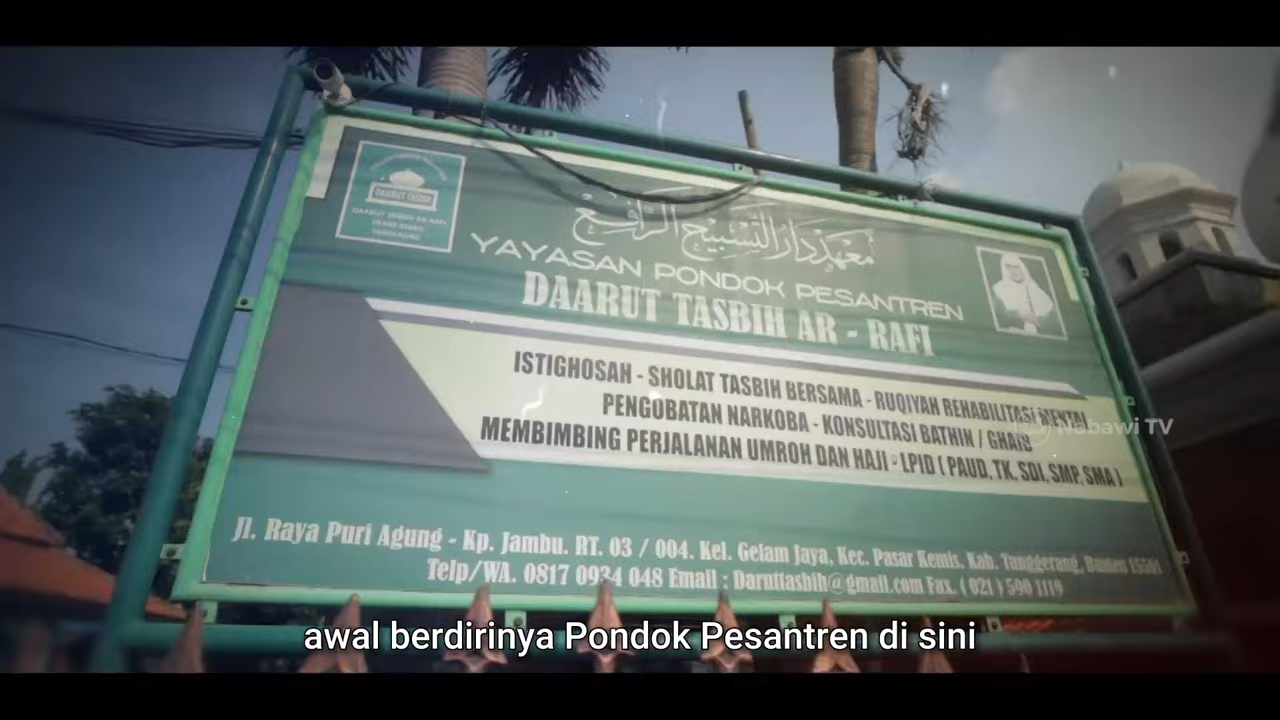 معهد دار التسبيح الرافع
DAARUT TASBIH
YAYASAN PONDOK PESANTREN
DAARUT TASBIH AR - RAFI
ISTIGHOSAH - SHOLAT TASBIH BERSAMA - RUQIYAH REHABILITASI MENTAL
PENGOBATAN NARKOBA - KONSULTASI BATHIN / GHAIB
MEMBIMBING PERJALANAN UMROH DAN HAJI - LPID ( PAUD, TK, SDI, SMP, SMA )
Nabawi TV
Jl. Raya Puri Agung - Kp. Jambu. RT. 03 / 004. Kel. Gelam Jaya, Kec. Pasar Kemis, Kab. Tanggerang,
Telp/WA. 0817 0934 048 Email : Daruttasbih@gmail.com Fax. ( 021 ) 590 1119
awal berdirinya Pondok Pesantren di sini